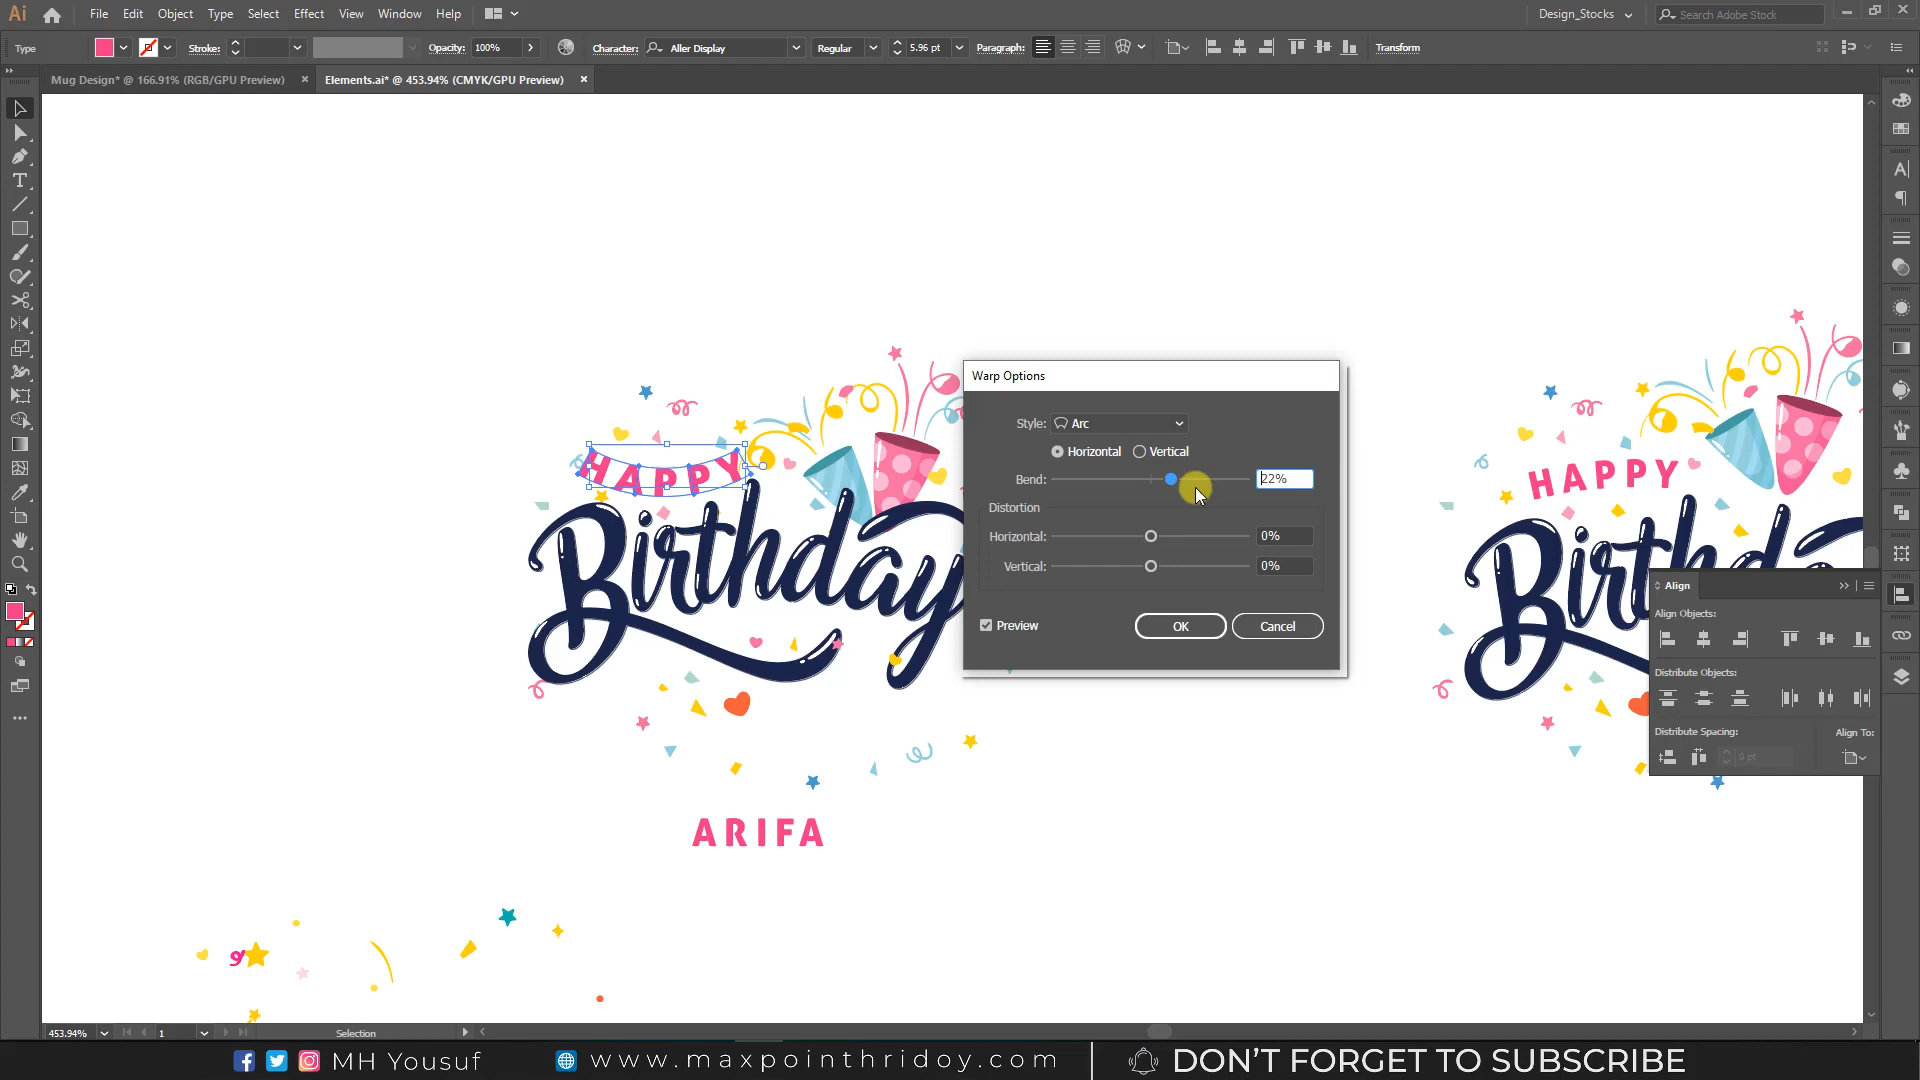 Ai File Edit Object Type Select Effect View Window Help Design_Stocks Search Adobe Stock
Type Stroke: Opacity: 100% Character: Aller Display Regular 5.96 pt Paragraph: Transform
Mug Design* @ 166.91% (RGB/GPU Preview) × Elements.ai* @ 453.94% (CMYK/GPU Preview) ×
Warp Options
Style: Arc
Horizontal Vertical
Bend: 22%
Distortion
Horizontal: 0%
Vertical: 0%
Preview OK Cancel
HAPPY
Birthday
ARIFA
HAPPY
Birthd
Align
Align Objects:
Distribute Objects:
Distribute Spacing: Align To:
0 pt
453.94% 1 Selection
MH Yousuf www.maxpointhridoy.com DON'T FORGET TO SUBSCRIBE